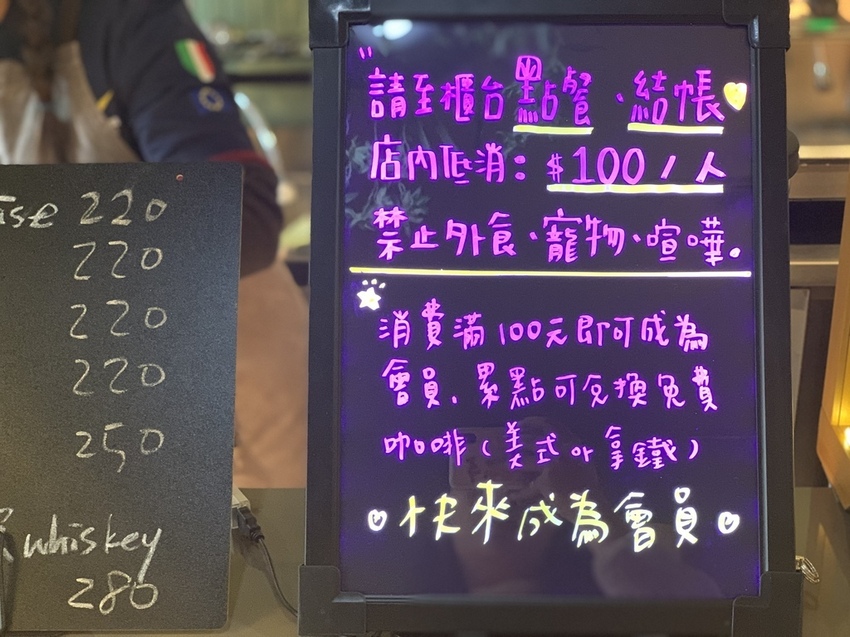 220
220
220
220
250
whiskey
280
請至櫃台點餐、結帳
店內低消：$100/人
禁止外食、寵物、喧嘩。
消費滿100元即可成為
會員，累點可兌換免費
咖啡(美式or拿鐵)
快來成為會員